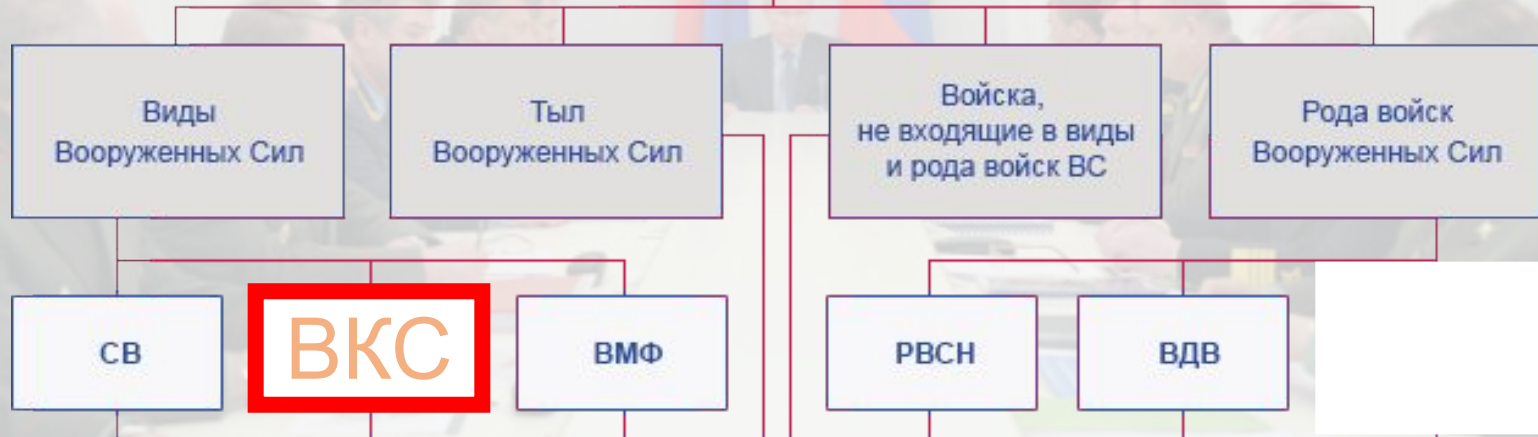 Виды
Вооруженных Сил
Тыл
Вооруженных Сил
Войска,
не входящие в виды
и рода войск ВС
Рода войск
Вооруженных Сил
СВ
ВКС
ВМФ
РВСН
ВДВ